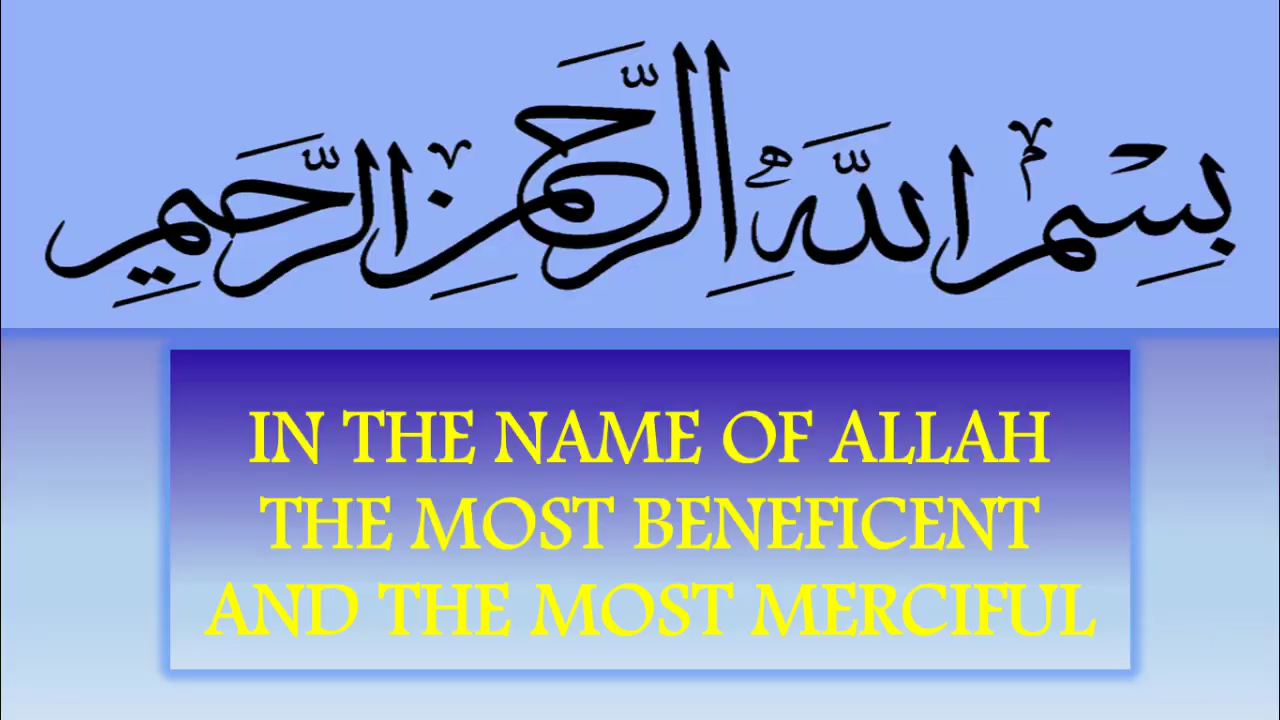 بِسْمِ اللَّهِ الرَّحْمٰنِ الرَّحِيمِ
IN THE NAME OF ALLAH
THE MOST BENEFICENT
AND THE MOST MERCIFUL